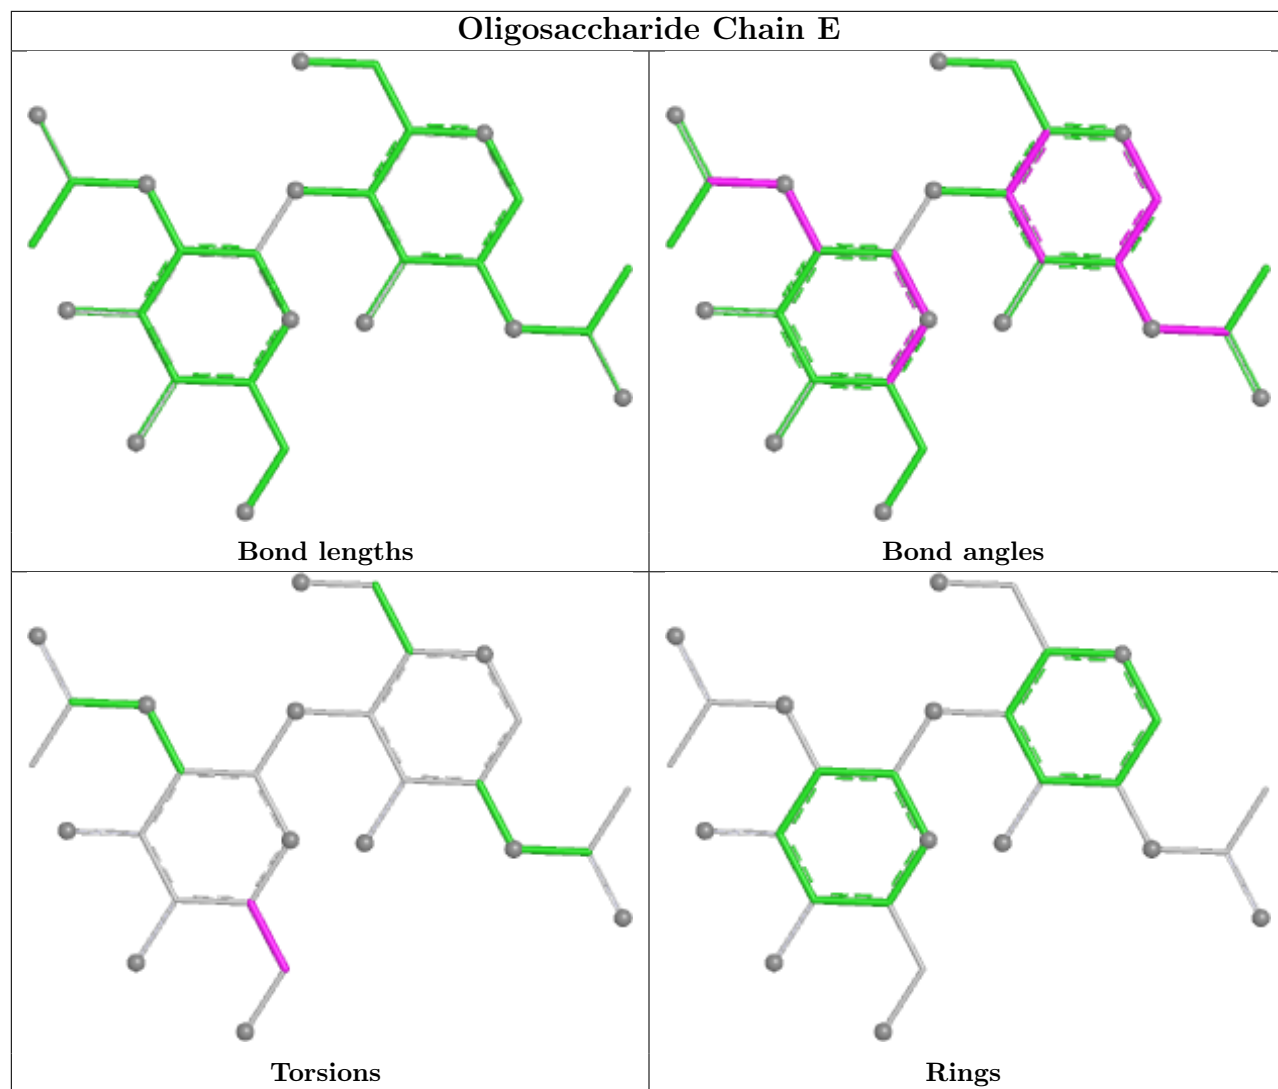 Oligosaccharide Chain E
Bond lengths
Bond angles
Torsions
Rings